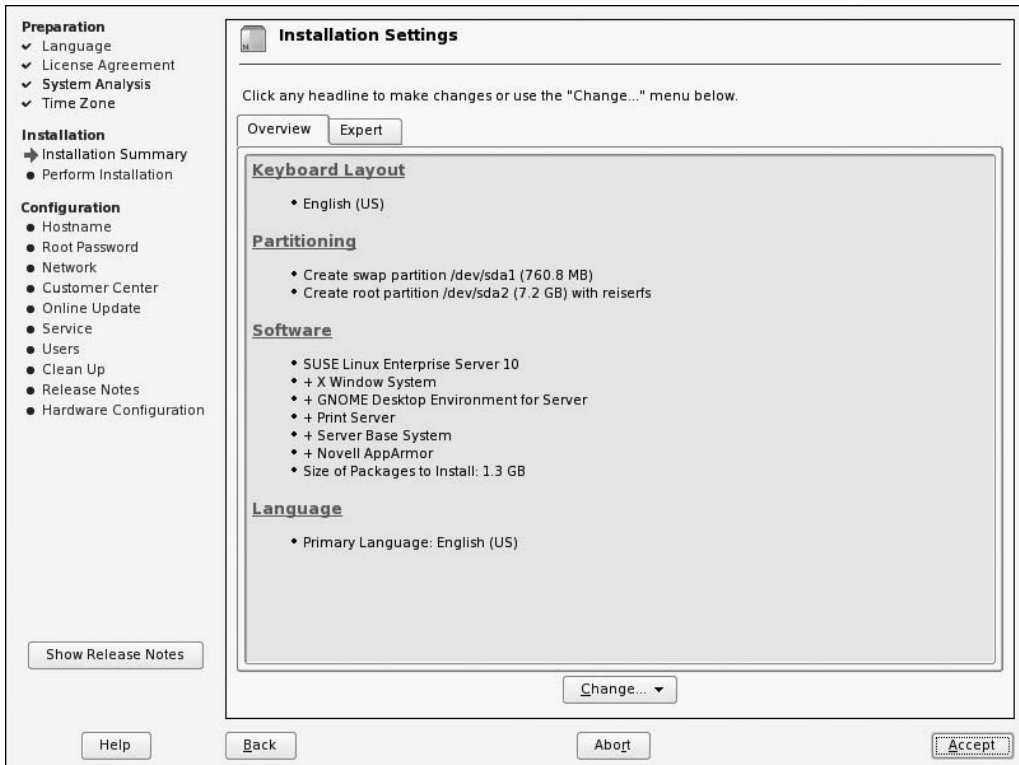 Preparation
✔ Language
✔ License Agreement
✔ System Analysis
✔ Time Zone
Installation
➔ Installation Summary
● Perform Installation
Configuration
● Hostname
● Root Password
● Network
● Customer Center
● Online Update
● Service
● Users
● Clean Up
● Release Notes
● Hardware Configuration
Show Release Notes
Help
N
Installation Settings
Click any headline to make changes or use the "Change..." menu below.
Overview Expert
Keyboard Layout
• English (US)
Partitioning
• Create swap partition /dev/sda1 (760.8 MB)
• Create root partition /dev/sda2 (7.2 GB) with reiserfs
Software
• SUSE Linux Enterprise Server 10
• + X Window System
• + GNOME Desktop Environment for Server
• + Print Server
• + Server Base System
• + Novell AppArmor
• Size of Packages to Install: 1.3 GB
Language
• Primary Language: English (US)
Change... ▾
Back Abort Accept